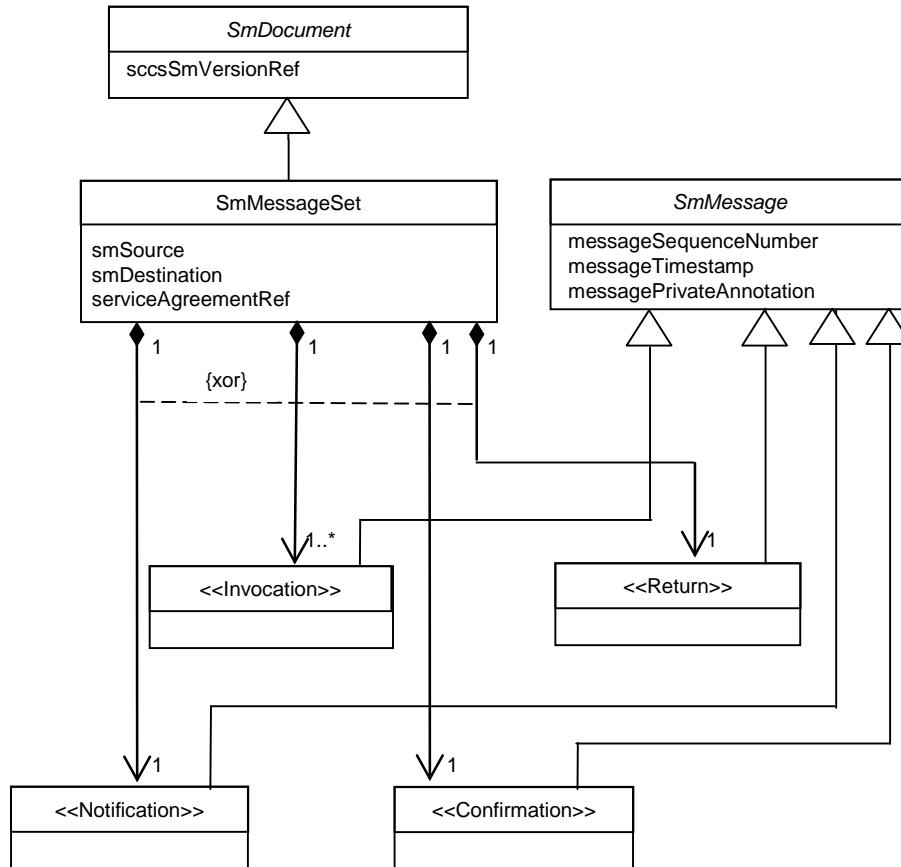 SmDocument
sccsSmVersionRef
SmMessageSet
smSource
smDestination
serviceAgreementRef
SmMessage
messageSequenceNumber
messageTimestamp
messagePrivateAnnotation
1
1
1
1
{xor}
1..*
1
<<Invocation>>
<<Return>>
1
1
<<Notification>>
<<Confirmation>>